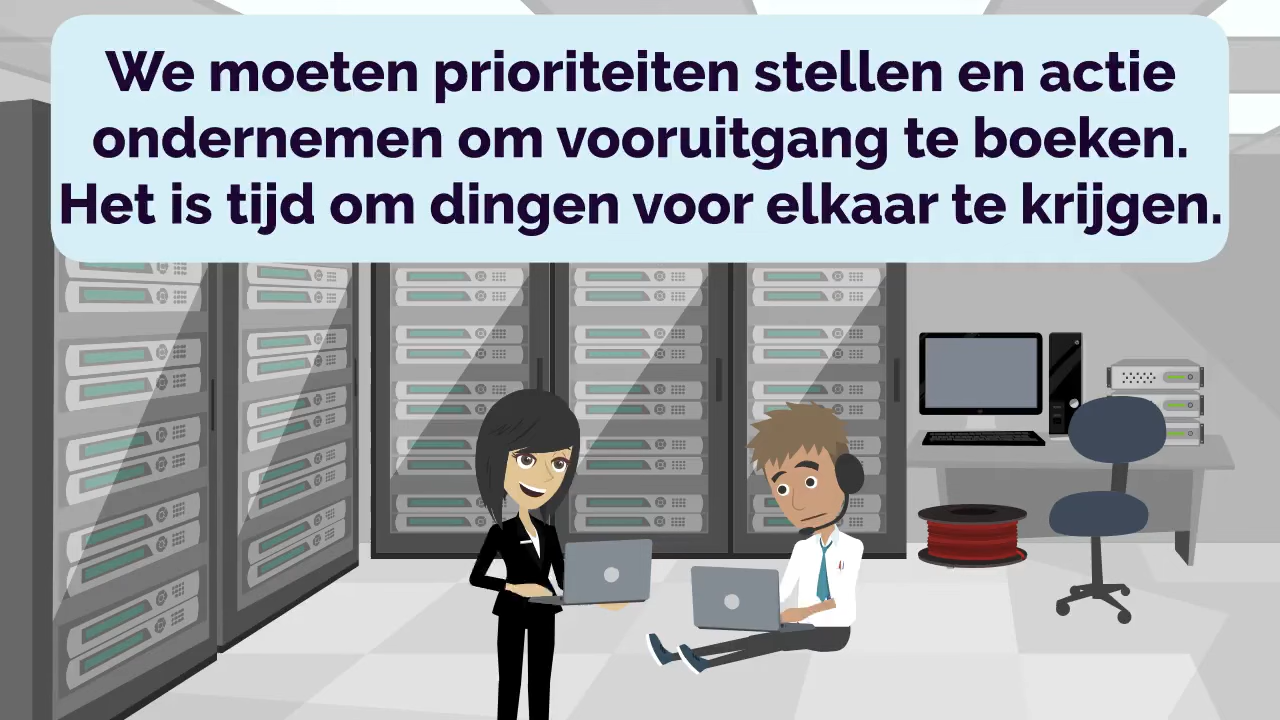 We moeten prioriteiten stellen en actie
ondernemen om vooruitgang te boeken.
Het is tijd om dingen voor elkaar te krijgen.